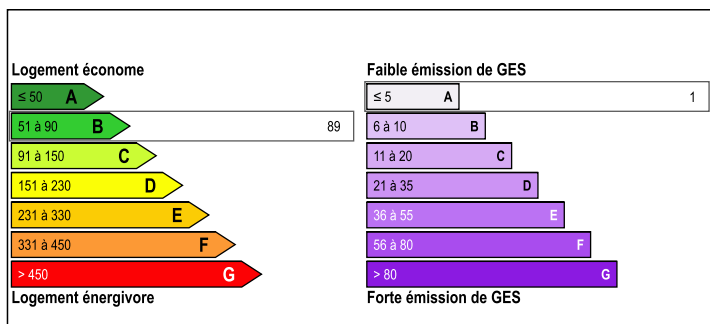 Logement économe
≤ 50 A
51 à 90 B 89
91 à 150 C
151 à 230 D
231 à 330 E
331 à 450 F
> 450 G
Logement énergivore
Faible émission de GES
≤ 5 A 1
6 à 10 B
11 à 20 C
21 à 35 D
36 à 55 E
56 à 80 F
> 80 G
Forte émission de GES